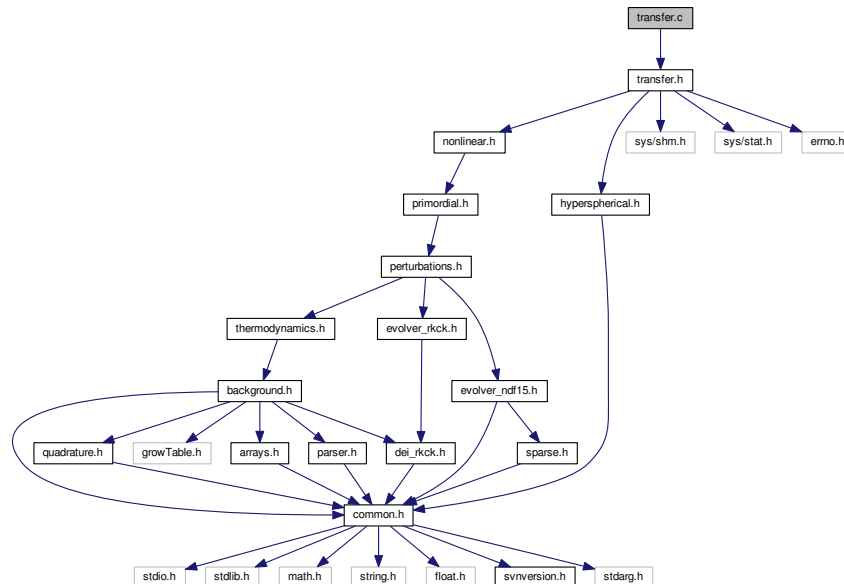 transfer.c
transfer.h
nonlinear.h
sys/shm.h
sys/stat.h
errno.h
primordial.h
hyperspherical.h
perturbations.h
thermodynamics.h
evolver_rkck.h
background.h
evolver_ndf15.h
quadrature.h
growTable.h
arrays.h
parser.h
dei_rkck.h
sparse.h
common.h
stdio.h
stdlib.h
math.h
string.h
float.h
svnversion.h
stdarg.h